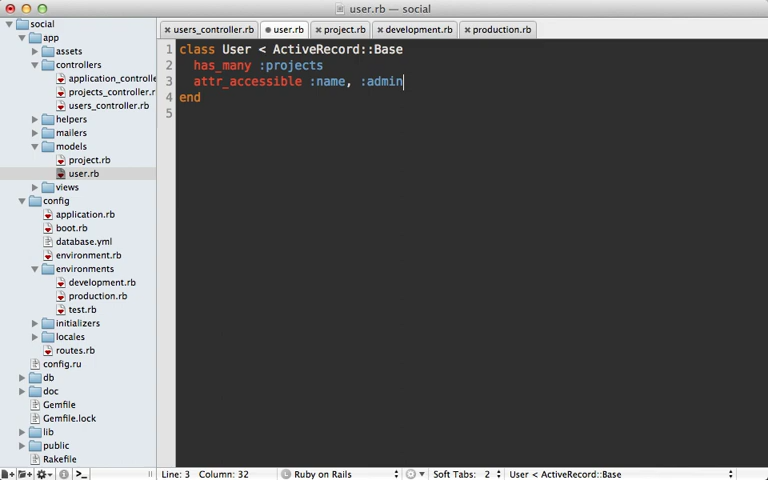 user.rb — social
social
app
assets
controllers
application_controlle
projects_controller.rb
users_controller.rb
helpers
mailers
models
project.rb
user.rb
views
config
application.rb
boot.rb
database.yml
environment.rb
environments
development.rb
production.rb
test.rb
initializers
locales
routes.rb
config.ru
db
doc
Gemfile
Gemfile.lock
lib
public
Rakefile
users_controller.rb user.rb project.rb development.rb production.rb
1 class User < ActiveRecord::Base
2 has_many :projects
3 attr_accessible :name, :admin
4 end
5
Line: 3 Column: 32 Ruby on Rails Soft Tabs: 2 User < ActiveRecord::Base